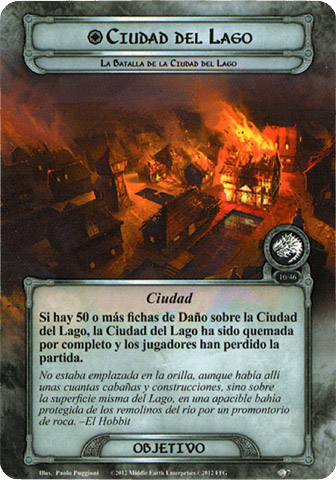 Ciudad del Lago
La Batalla de la Ciudad del Lago
10/46
Ciudad
Si hay 50 o más fichas de Daño sobre la Ciudad
del Lago, la Ciudad del Lago ha sido quemada
por completo y los jugadores han perdido la
partida.
No estaba emplazada en la orilla, aunque había allí
unas cuantas cabañas y construcciones, sino sobre
la superficie misma del Lago, en una apacible bahía
protegida de los remolinos del río por un promontorio
de roca. –El Hobbit
Objetivo
Illus. Paolo Puggioni ©2012 Middle Earth Enterprises ©2012 FFG 7